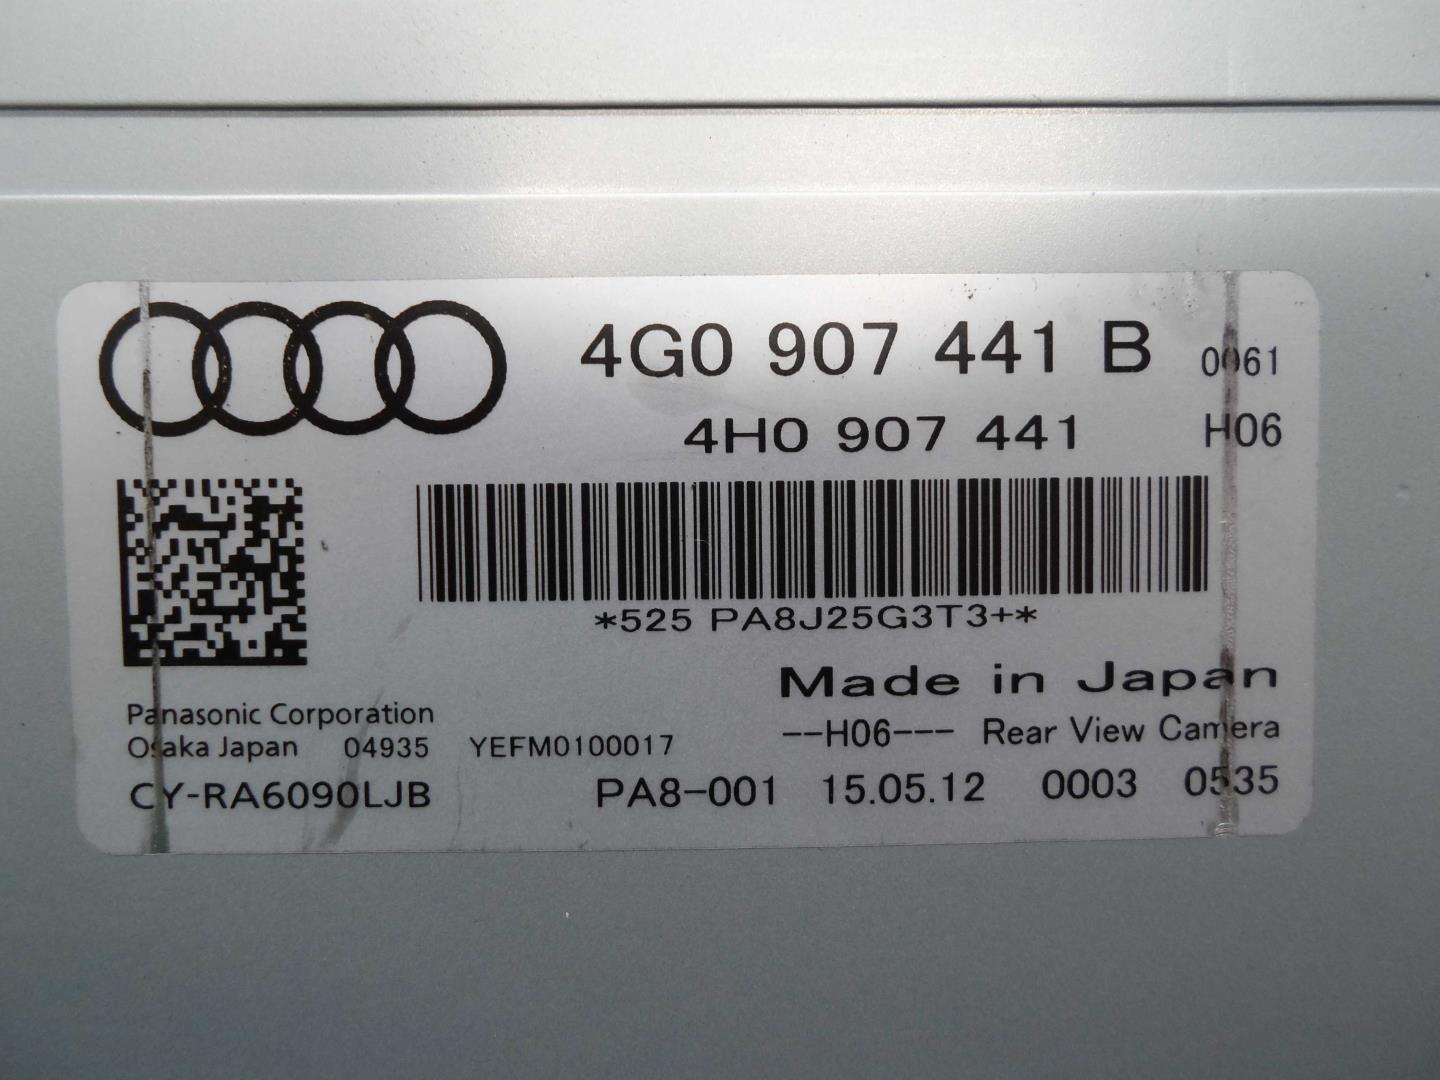 4G0 907 441 B 0061
4H0 907 441 H06
*525 PA8J25G3T3+*
Made in Japan
Panasonic Corporation
--H06--- Rear View Camera
Osaka Japan 04935 YEFM0100017
CY-RA6090LJB PA8-001 15.05.12 0003 0535